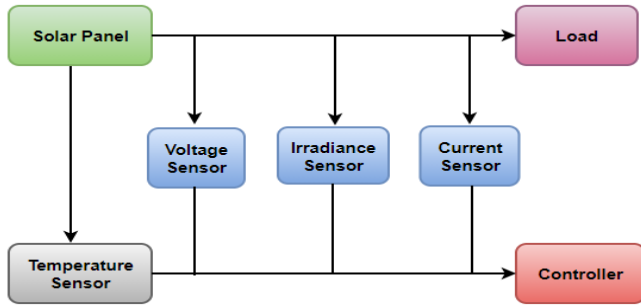 Solar Panel
Load
Voltage
Sensor
Irradiance
Sensor
Current
Sensor
Temperature
Sensor
Controller